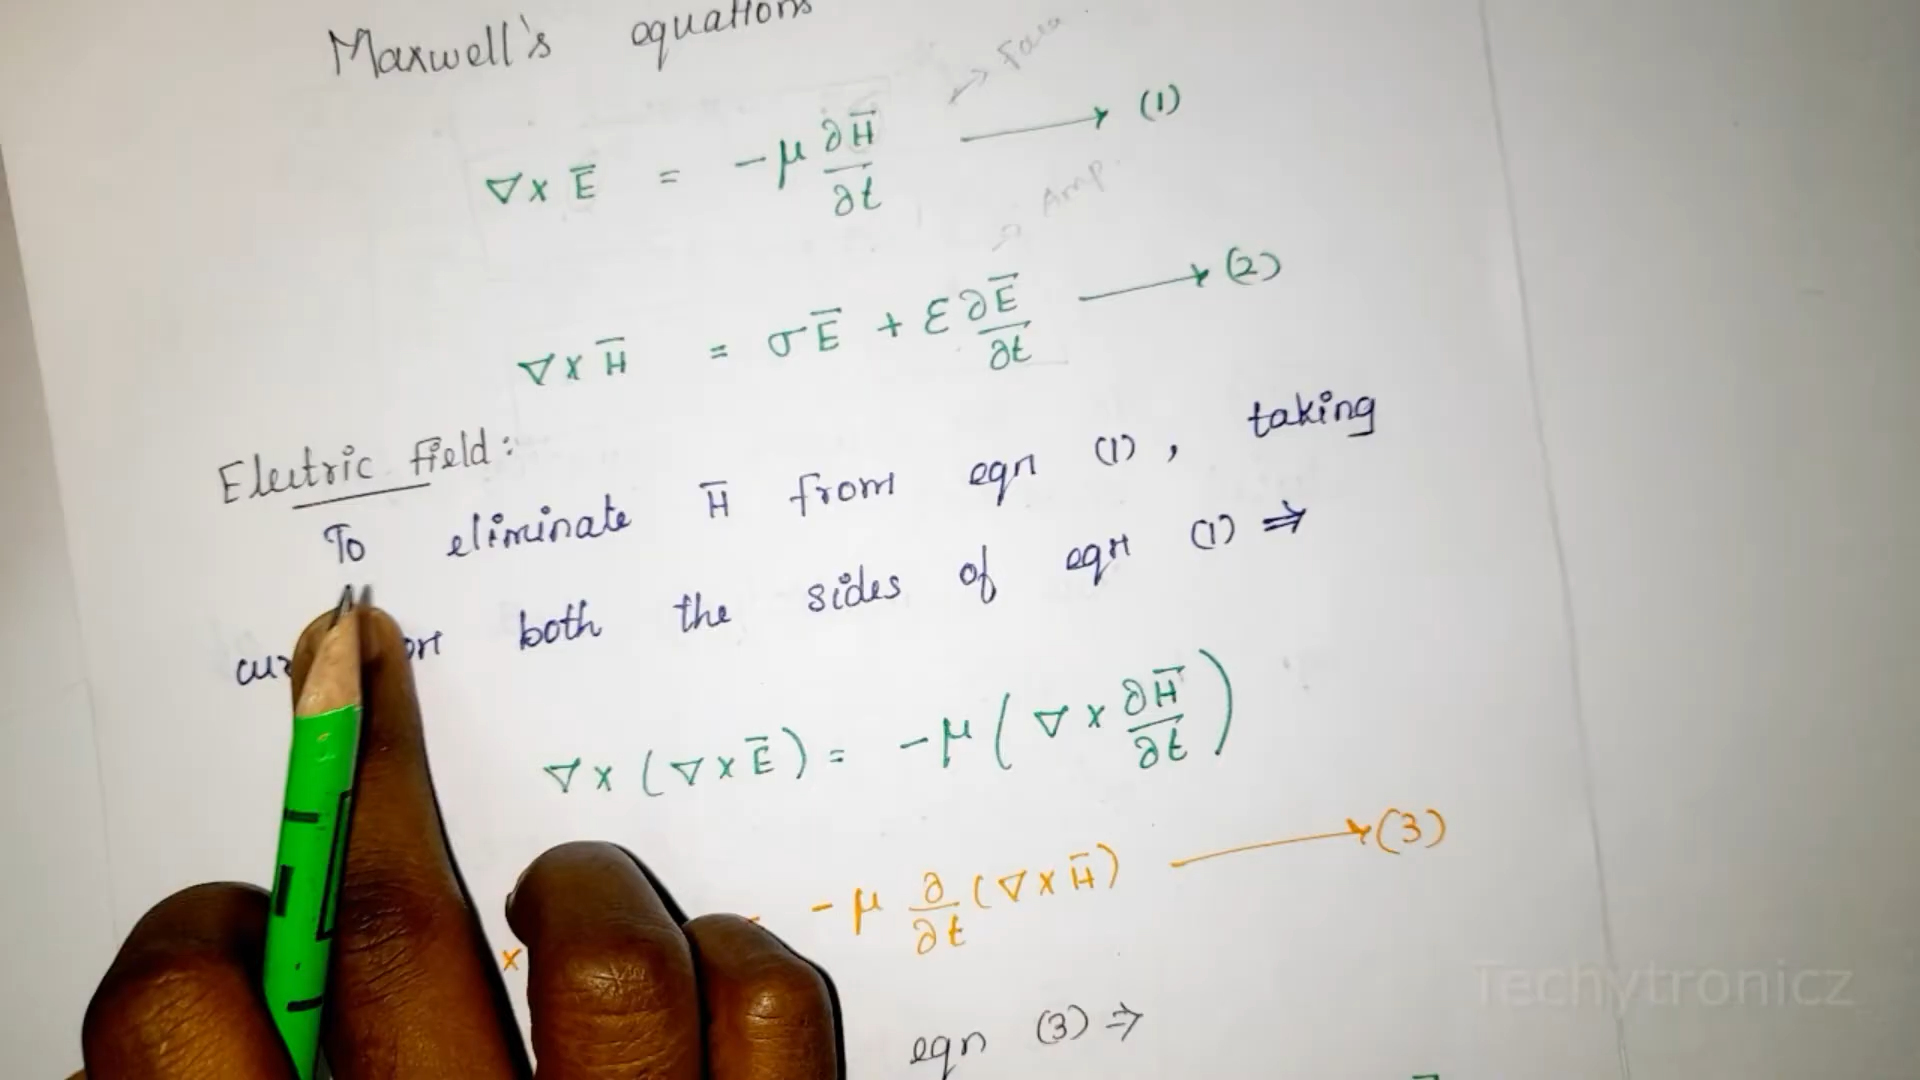 Maxwell's equations
∇ × E̅ = -μ ∂H̅/∂t → (1)
Amp.
∇ × H̅ = σE̅ + ε ∂E̅/∂t → (2)
Electric field:
To eliminate H̅ from eqn (1), taking
both the sides of eqn (1) ⇒
∇ × (∇ × E̅) = -μ (∇ × ∂H̅/∂t)
× -μ ∂/∂t (∇ × H̅) → (3)
eqn (3) ⇒
Techytronicz